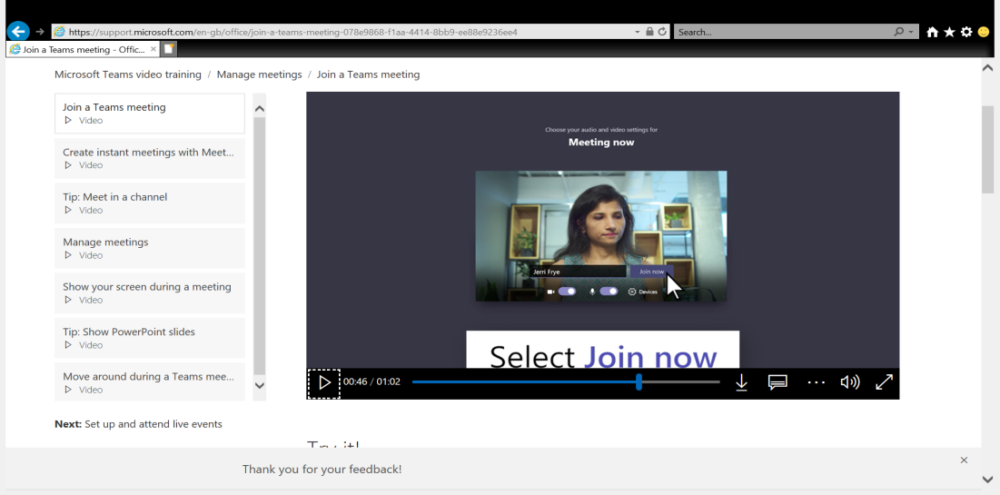 https://support.microsoft.com/en-gb/office/join-a-teams-meeting-078e9868-f1aa-4414-8bb9-ee88e9236ee4
Search...
Join a Teams meeting - Offic...
Microsoft Teams video training / Manage meetings / Join a Teams meeting
Join a Teams meeting
Video
Create instant meetings with Meet...
Video
Tip: Meet in a channel
Video
Manage meetings
Video
Show your screen during a meeting
Video
Tip: Show PowerPoint slides
Video
Move around during a Teams mee...
Video
Next: Set up and attend live events
Choose your audio and video settings for
Meeting now
Jerri Frye
Join now
Devices
Select Join now
00:46 / 01:02
Try it!
Thank you for your feedback!